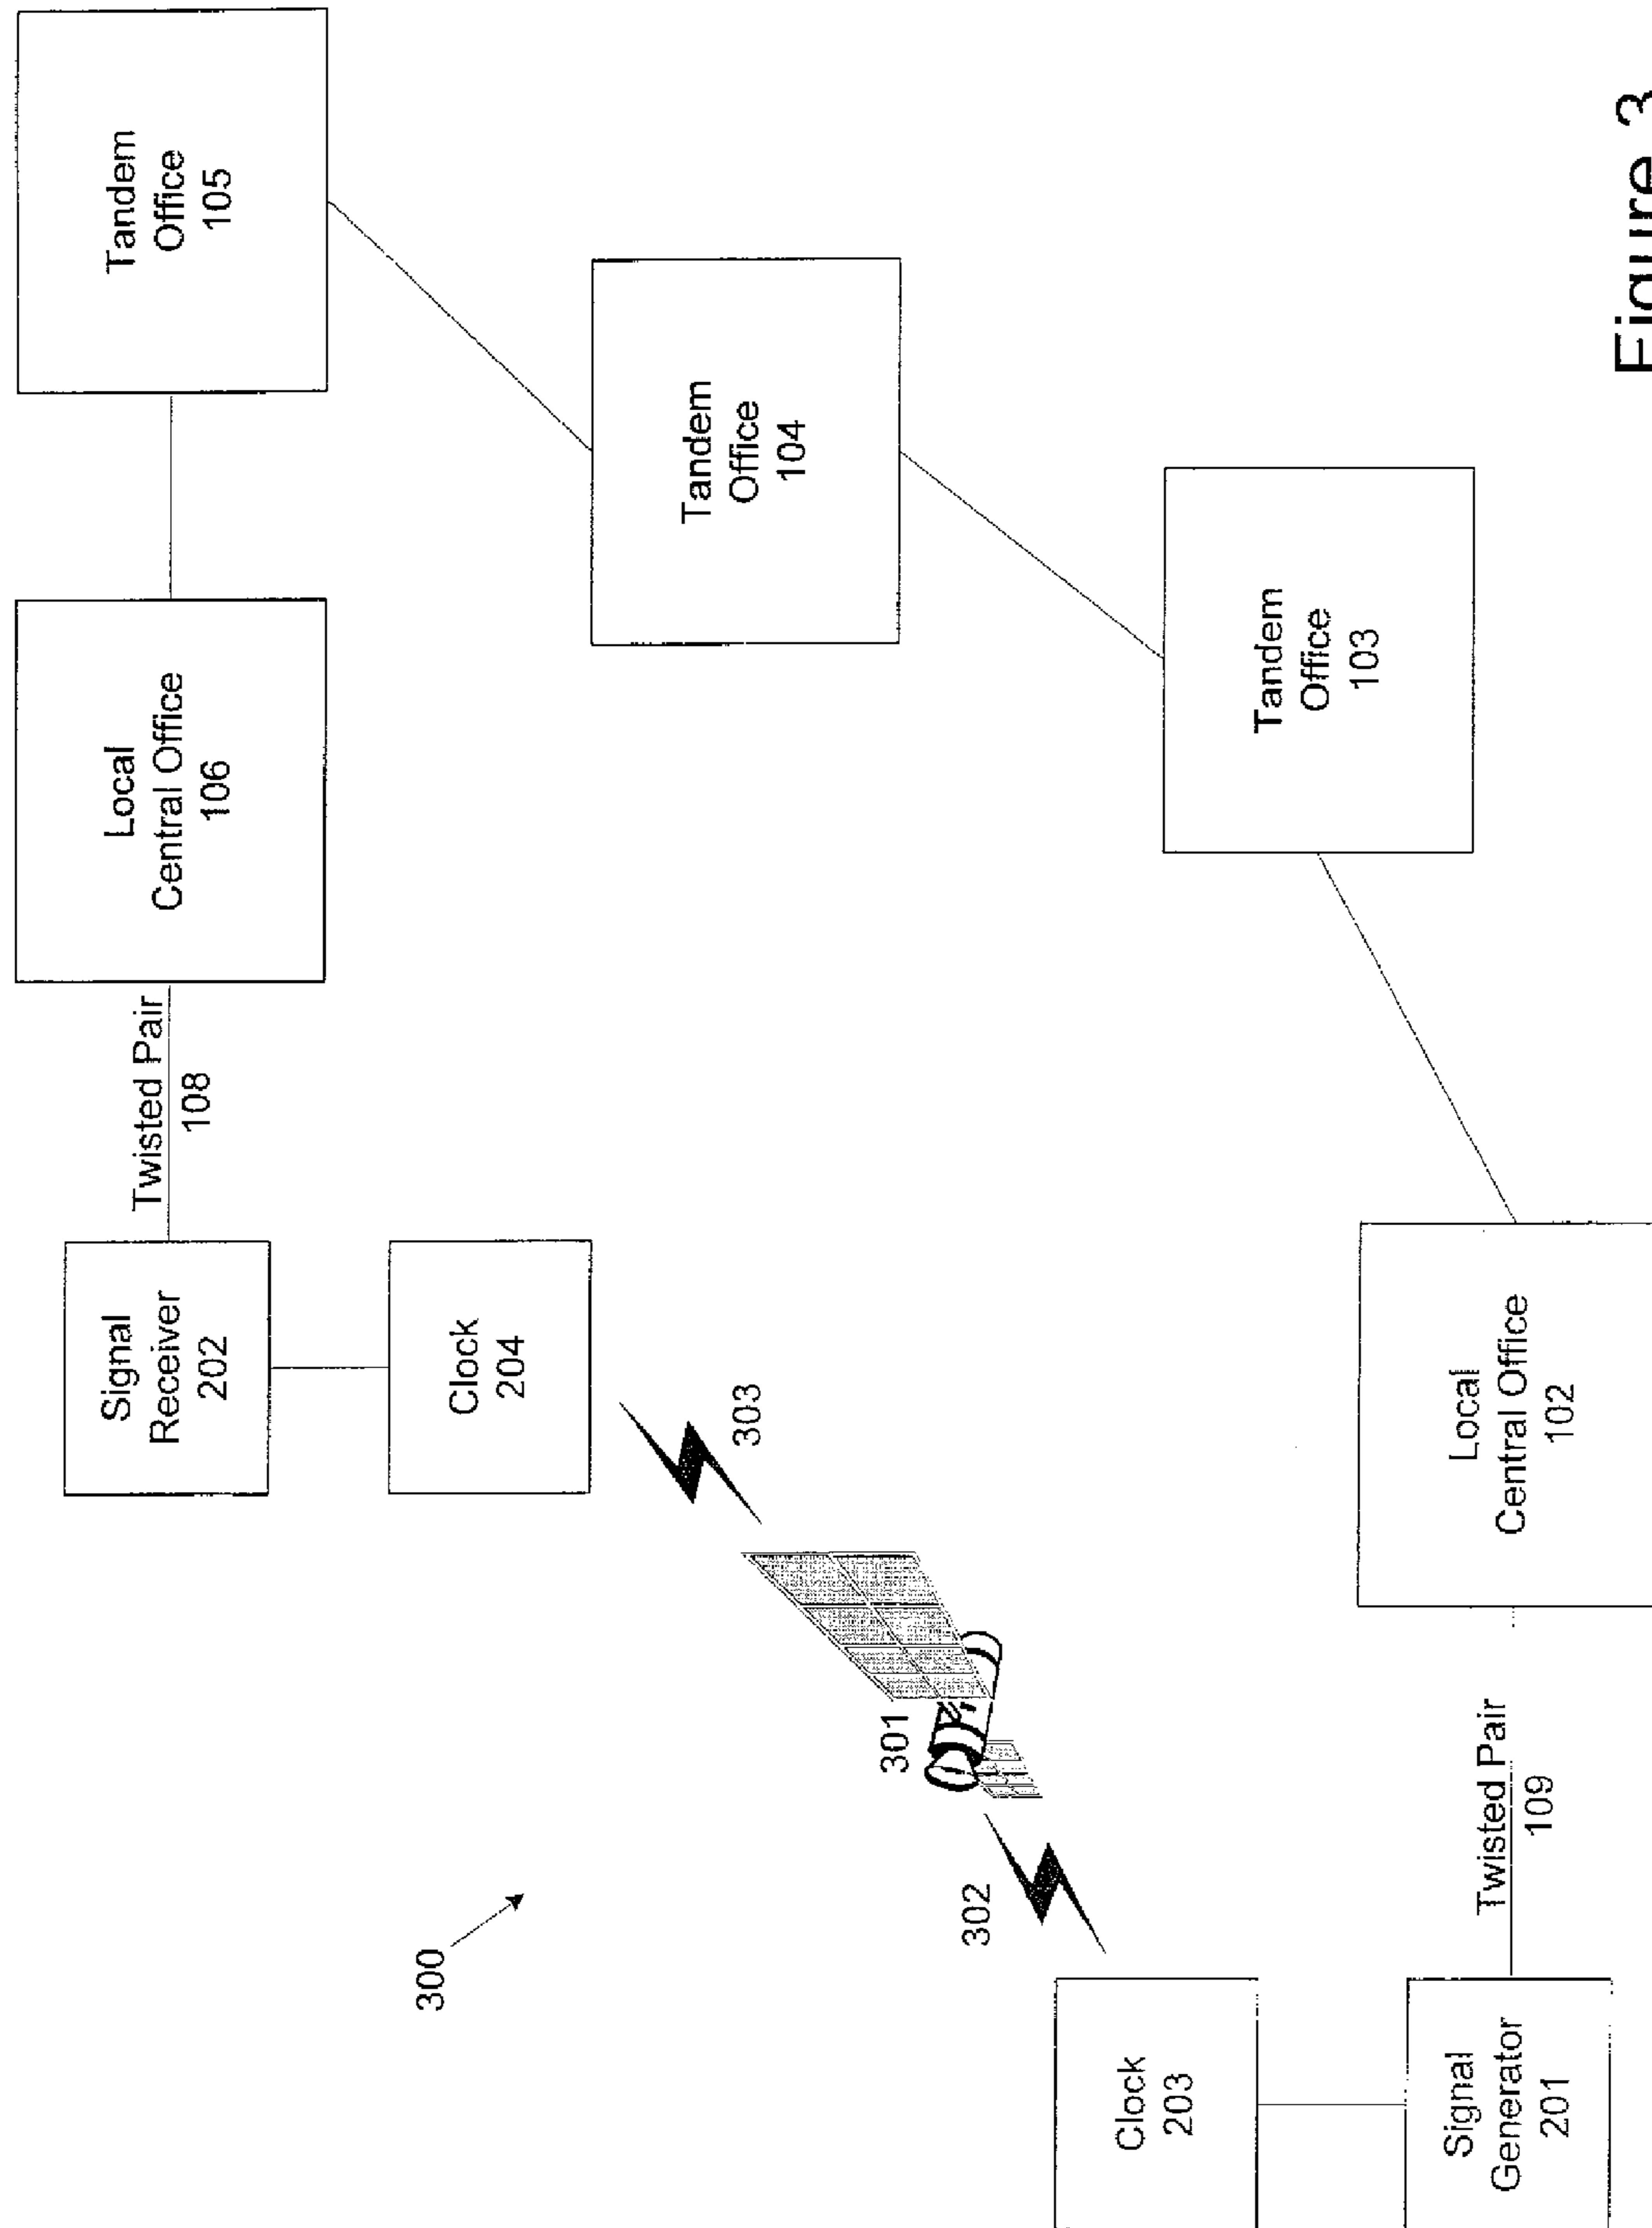 300
Signal
Receiver
202
Twisted Pair
108
Local
Central Office
106
Tandem
Office
105
Clock
204
303
301
302
Tandem
Office
104
Clock
203
Tandem
Office
103
Signal
Generator
201
Twisted Pair
109
Local
Central Office
102
Figure 3